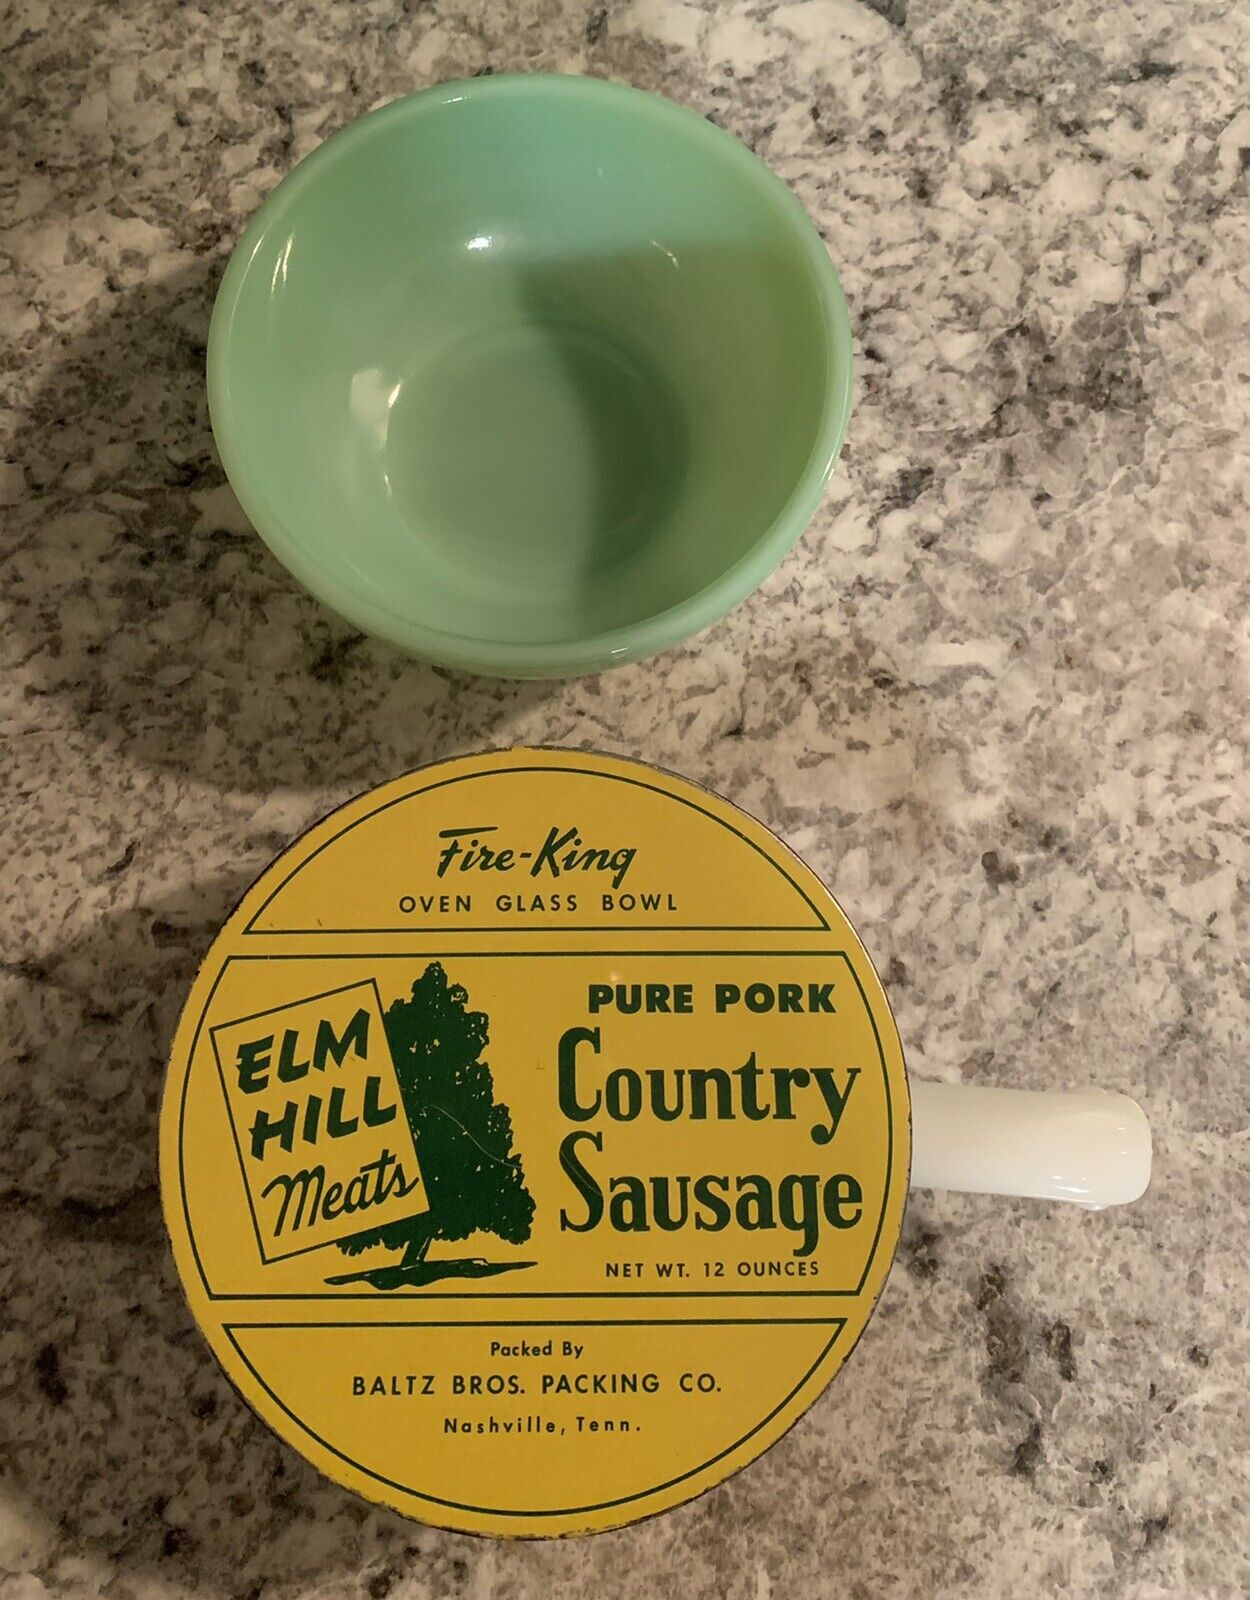 Fire-King
OVEN GLASS BOWL
ELM
HILL
Meats
PURE PORK
Country
Sausage
NET WT. 12 OUNCES
Packed By
BALTZ BROS. PACKING CO.
Nashville, Tenn.